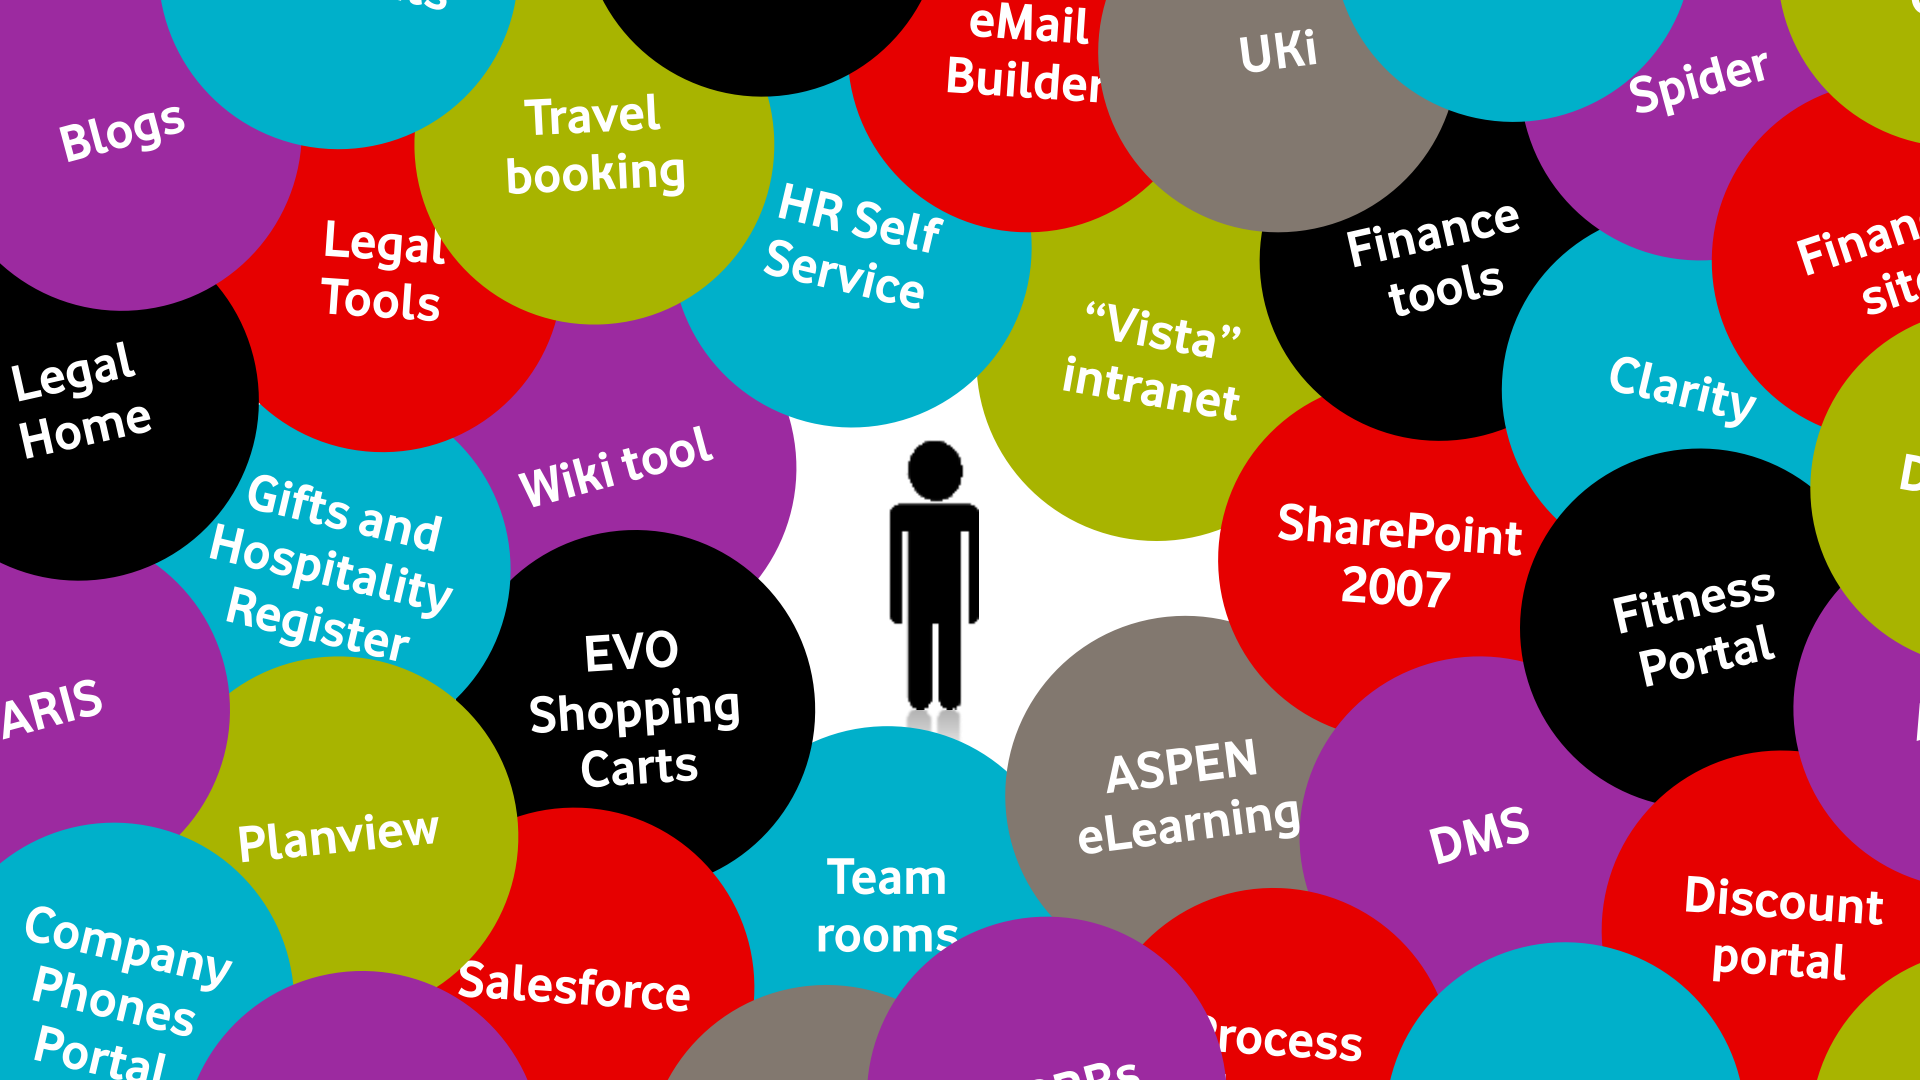 eMail
Builder
UKi
Spider
Blogs
Travel
booking
HR Self
Service
Legal
Tools
Finance
tools
"Vista"
intranet
Clarity
Legal
Home
Wiki tool
Gifts and
Hospitality
Register
SharePoint
2007
Fitness
Portal
EVO
Shopping
Carts
ARIS
ASPEN
eLearning
Planview
DMS
Team
rooms
Discount
portal
Company
Phones
Portal
Salesforce
rocess